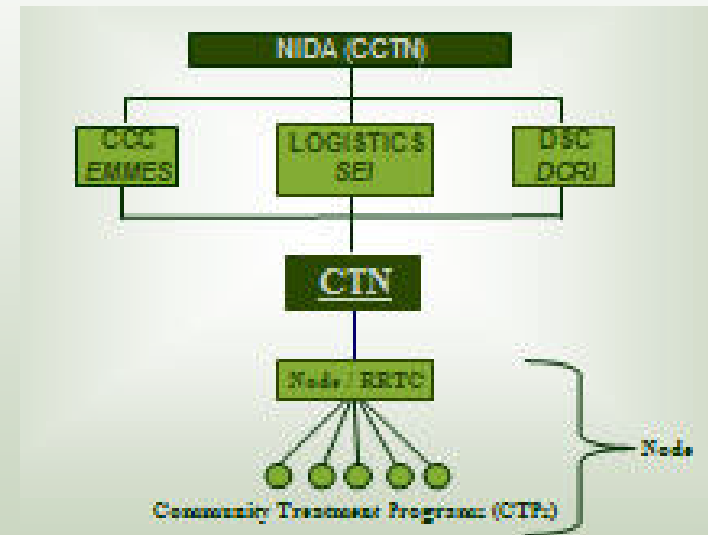 NIDA (CCTN)
CCC
EMMES
LOGISTICS
SEI
DSC
DCRI
CTN
Node / RRTC
Node
Community Treatment Programs (CTPs)